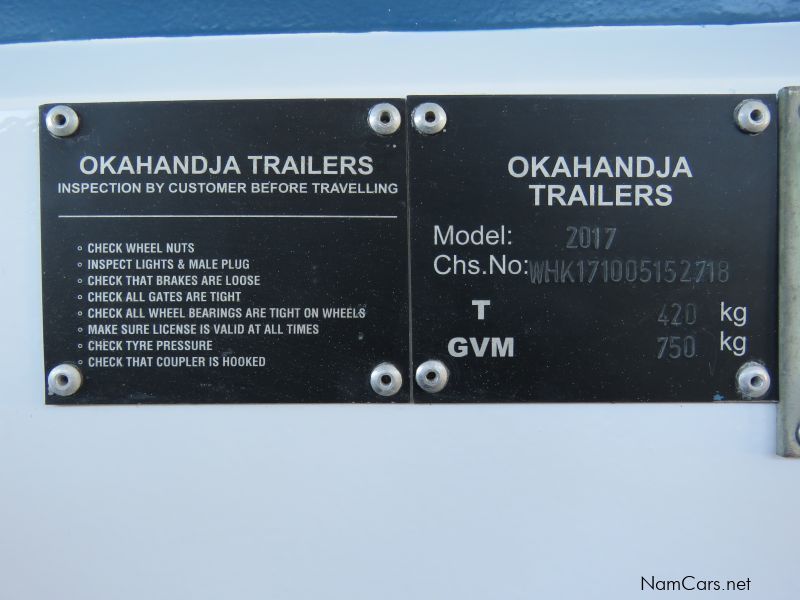 OKAHANDJA TRAILERS
INSPECTION BY CUSTOMER BEFORE TRAVELLING
◦ CHECK WHEEL NUTS
◦ INSPECT LIGHTS & MALE PLUG
◦ CHECK THAT BRAKES ARE LOOSE
◦ CHECK ALL GATES ARE TIGHT
◦ CHECK ALL WHEEL BEARINGS ARE TIGHT ON WHEELS
◦ MAKE SURE LICENSE IS VALID AT ALL TIMES
◦ CHECK TYRE PRESSURE
◦ CHECK THAT COUPLER IS HOOKED
OKAHANDJA
TRAILERS
Model: 2017
Chs.No: WHK171005152718
T 420 kg
GVM 750 kg
NamCars.net